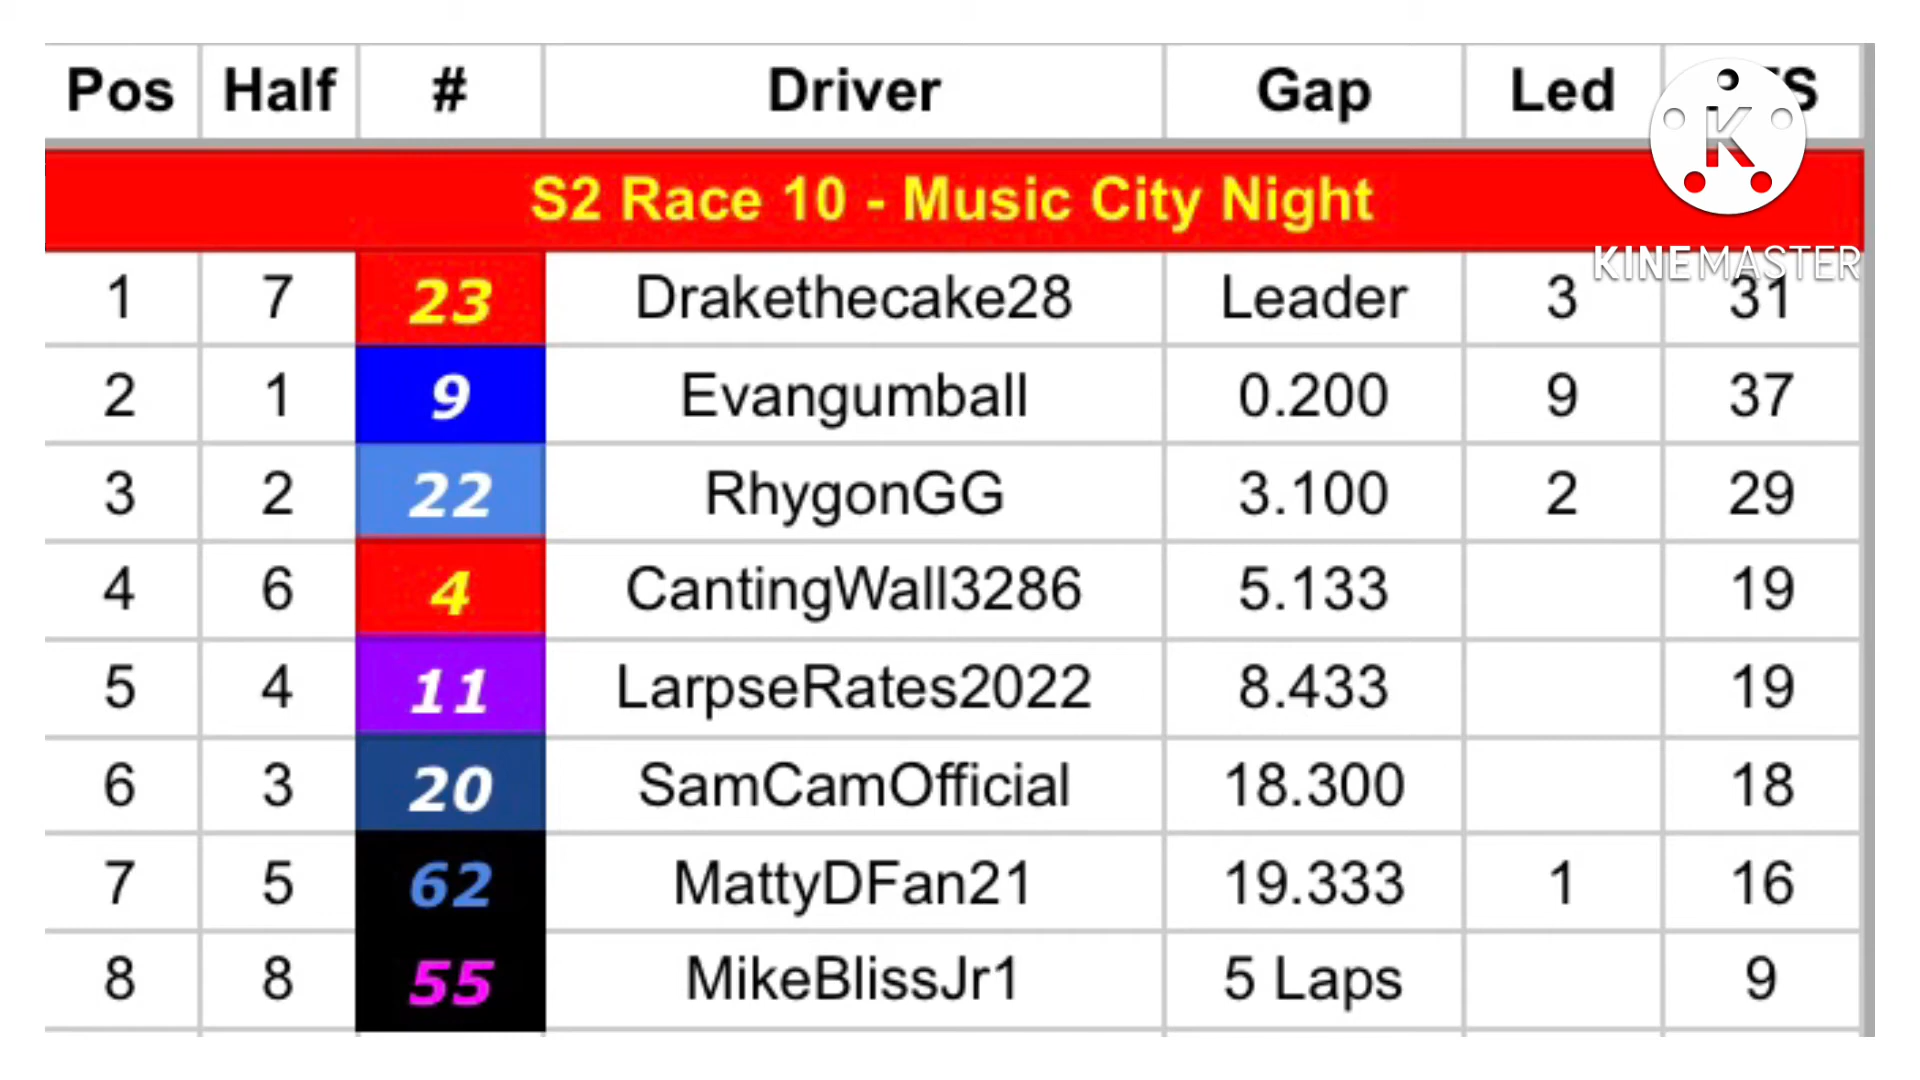 Pos Half # Driver Gap Led
S2 Race 10 - Music City Night
K
KINEMASTER
1 7 23 Drakethecake28 Leader 3 31
2 1 9 Evangumball 0.200 9 37
3 2 22 RhygonGG 3.100 2 29
4 6 4 CantingWall3286 5.133 19
5 4 11 LarpseRates2022 8.433 19
6 3 20 SamCamOfficial 18.300 18
7 5 62 MattyDFan21 19.333 1 16
8 8 55 MikeBlissJr1 5 Laps 9